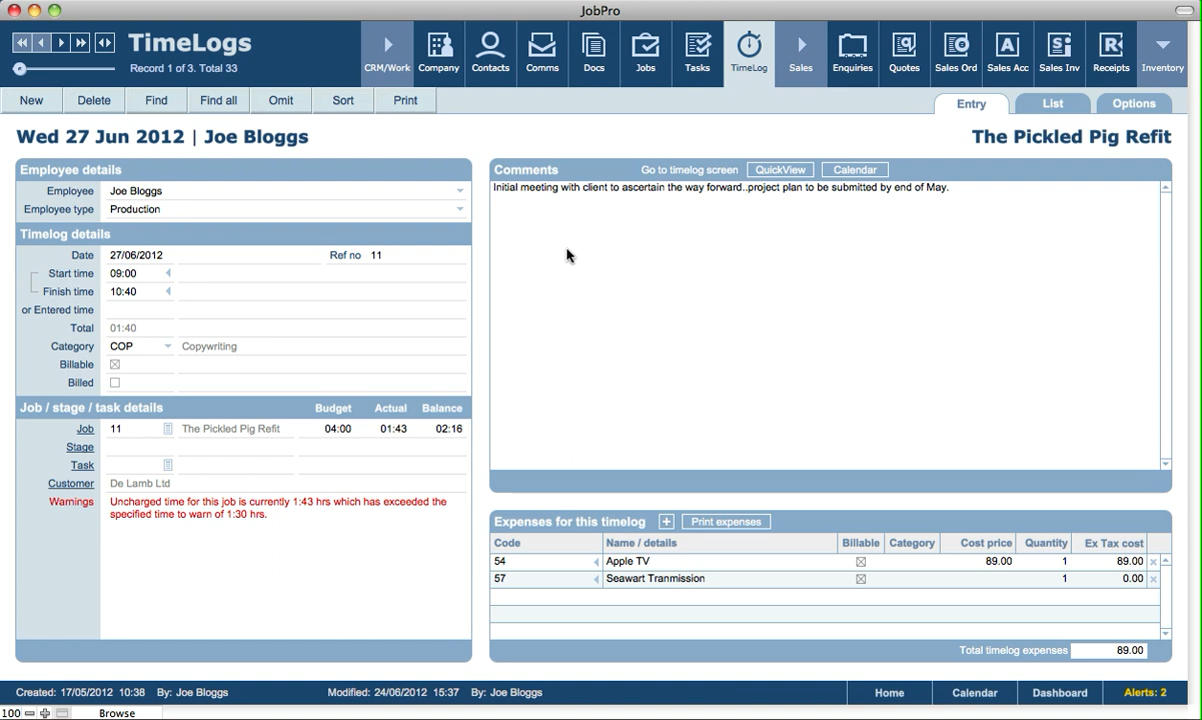 JobPro
TimeLogs
Record 1 of 3. Total 33
CRM/Work Company Contacts Comms Docs Jobs Tasks TimeLog Sales Enquiries Quotes Sales Ord Sales Acc Sales Inv Receipts Inventory
New Delete Find Find all Omit Sort Print
Entry List Options
Wed 27 Jun 2012 | Joe Bloggs
The Pickled Pig Refit
Employee details
Employee Joe Bloggs
Employee type Production
Timelog details
Date 27/06/2012 Ref no 11
Start time 09:00
Finish time 10:40
or Entered time
Total 01:40
Category COP Copywriting
Billable
Billed
Job / stage / task details Budget Actual Balance
Job 11 The Pickled Pig Refit 04:00 01:43 02:16
Stage
Task
Customer De Lamb Ltd
Warnings Uncharged time for this job is currently 1:43 hrs which has exceeded the
specified time to warn of 1:30 hrs.
Comments Go to timelog screen QuickView Calendar
Initial meeting with client to ascertain the way forward..project plan to be submitted by end of May.
Expenses for this timelog + Print expenses
Code Name / details Billable Category Cost price Quantity Ex Tax cost
54 Apple TV 89.00 1 89.00
57 Seawart Tranmission 1 0.00
Total timelog expenses 89.00
Created: 17/05/2012 10:38 By: Joe Bloggs Modified: 24/06/2012 15:37 By: Joe Bloggs
Home Calendar Dashboard Alerts: 2
100 Browse